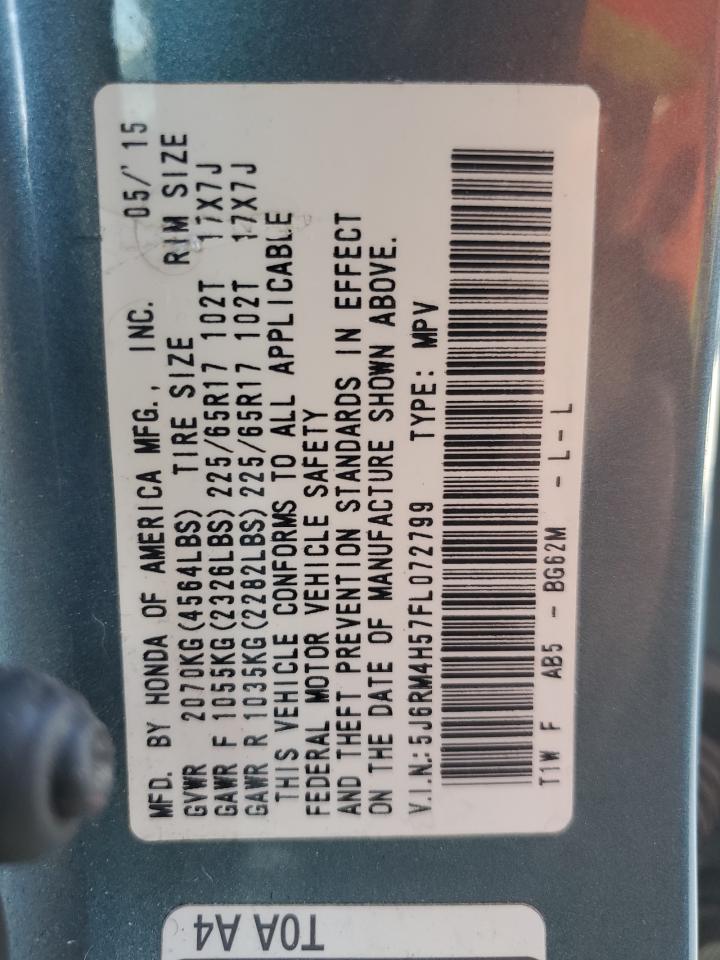 MFD. BY HONDA OF AMERICA MFG., INC. 05/'15
GVWR 2070KG(4564LBS) TIRE SIZE RIM SIZE
GAWR F 1055KG(2326LBS) 225/65R17 102T 17X7J
GAWR R 1035KG(2282LBS) 225/65R17 102T 17X7J
THIS VEHICLE CONFORMS TO ALL APPLICABLE
FEDERAL MOTOR VEHICLE SAFETY
AND THEFT PREVENTION STANDARDS IN EFFECT
ON THE DATE OF MANUFACTURE SHOWN ABOVE.
V.I.N.: 5J6RM4H57FL072799 TYPE: MPV
T1W F AB5 - BG62M - L - L
T0A A4